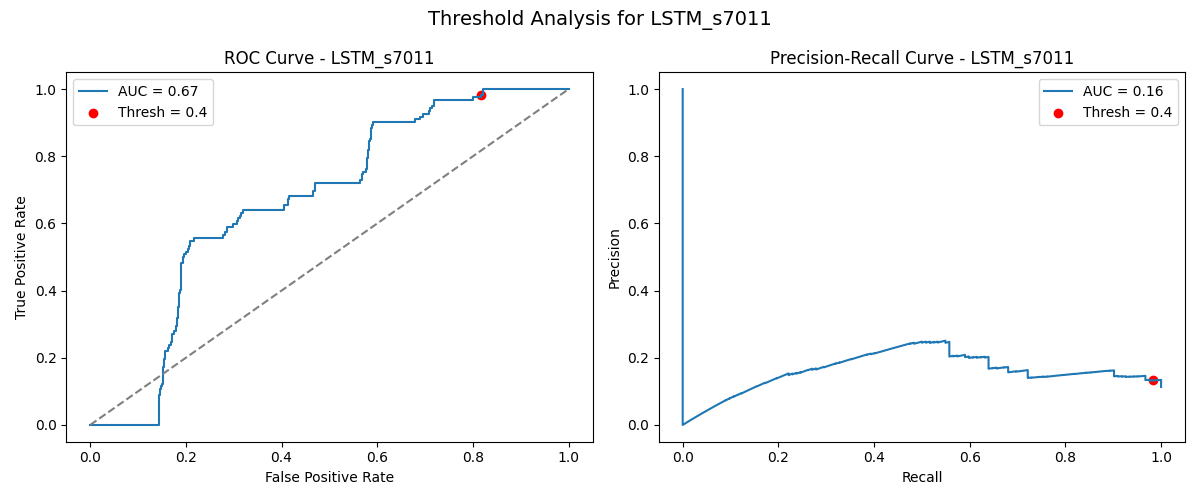 Threshold Analysis for LSTM_s7011
ROC Curve - LSTM_s7011
AUC = 0.67
Thresh = 0.4
1.0
0.8
0.6
0.4
0.2
0.0
True Positive Rate
0.0 0.2 0.4 0.6 0.8 1.0
False Positive Rate
Precision-Recall Curve - LSTM_s7011
AUC = 0.16
Thresh = 0.4
1.0
0.8
0.6
0.4
0.2
0.0
Precision
0.0 0.2 0.4 0.6 0.8 1.0
Recall